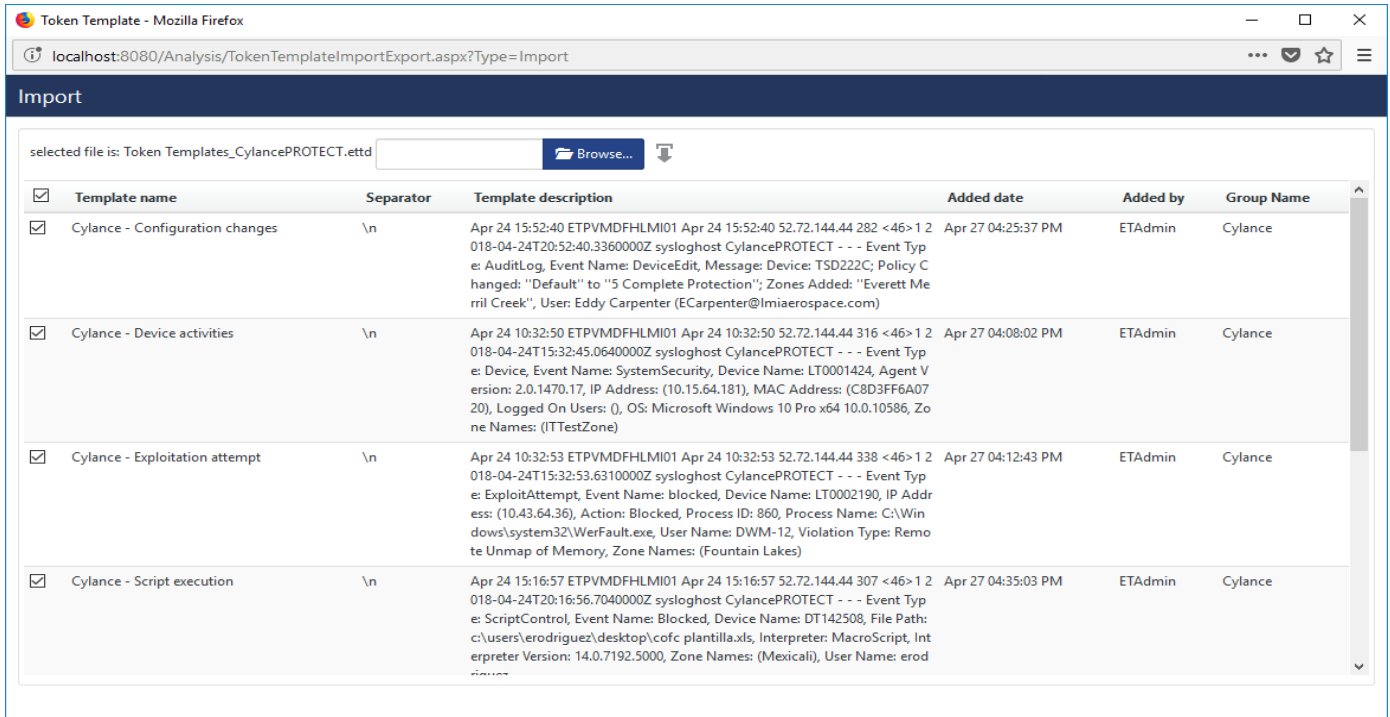 Token Template - Mozilla Firefox
localhost:8080/Analysis/TokenTemplateImportExport.aspx?Type=Import
Import
selected file is: Token Templates_CylancePROTECT.ettd
Browse...
Template name Separator Template description Added date Added by Group Name
Cylance - Configuration changes \n Apr 24 15:52:40 ETPVMDFHLMI01 Apr 24 15:52:40 52.72.144.44 282 <46>1 2 Apr 27 04:25:37 PM ETAdmin Cylance
018-04-24T20:52:40.3360000Z sysloghost CylancePROTECT - - - Event Typ
e: AuditLog, Event Name: DeviceEdit, Message: Device: TSD222C; Policy C
hanged: "Default" to "5 Complete Protection"; Zones Added: "Everett Me
rril Creek", User: Eddy Carpenter (ECarpenter@lmiaerospace.com)
Cylance - Device activities \n Apr 24 10:32:50 ETPVMDFHLMI01 Apr 24 10:32:50 52.72.144.44 316 <46>1 2 Apr 27 04:08:02 PM ETAdmin Cylance
018-04-24T15:32:45.0640000Z sysloghost CylancePROTECT - - - Event Typ
e: Device, Event Name: SystemSecurity, Device Name: LT0001424, Agent V
ersion: 2.0.1470.17, IP Address: (10.15.64.181), MAC Address: (C8D3FF6A07
20), Logged On Users: (), OS: Microsoft Windows 10 Pro x64 10.0.10586, Zo
ne Names: (ITTestZone)
Cylance - Exploitation attempt \n Apr 24 10:32:53 ETPVMDFHLMI01 Apr 24 10:32:53 52.72.144.44 338 <46>1 2 Apr 27 04:12:43 PM ETAdmin Cylance
018-04-24T15:32:53.6310000Z sysloghost CylancePROTECT - - - Event Typ
e: ExploitAttempt, Event Name: blocked, Device Name: LT0002190, IP Addr
ess: (10.43.64.36), Action: Blocked, Process ID: 860, Process Name: C:\Win
dows\system32\WerFault.exe, User Name: DWM-12, Violation Type: Remo
te Unmap of Memory, Zone Names: (Fountain Lakes)
Cylance - Script execution \n Apr 24 15:16:57 ETPVMDFHLMI01 Apr 24 15:16:57 52.72.144.44 307 <46>1 2 Apr 27 04:35:03 PM ETAdmin Cylance
018-04-24T20:16:56.7040000Z sysloghost CylancePROTECT - - - Event Typ
e: ScriptControl, Event Name: Blocked, Device Name: DT142508, File Path:
c:\users\erodriguez\desktop\cofc plantilla.xls, Interpreter: MacroScript, Int
erpreter Version: 14.0.7192.5000, Zone Names: (Mexicali), User Name: erod
riguez